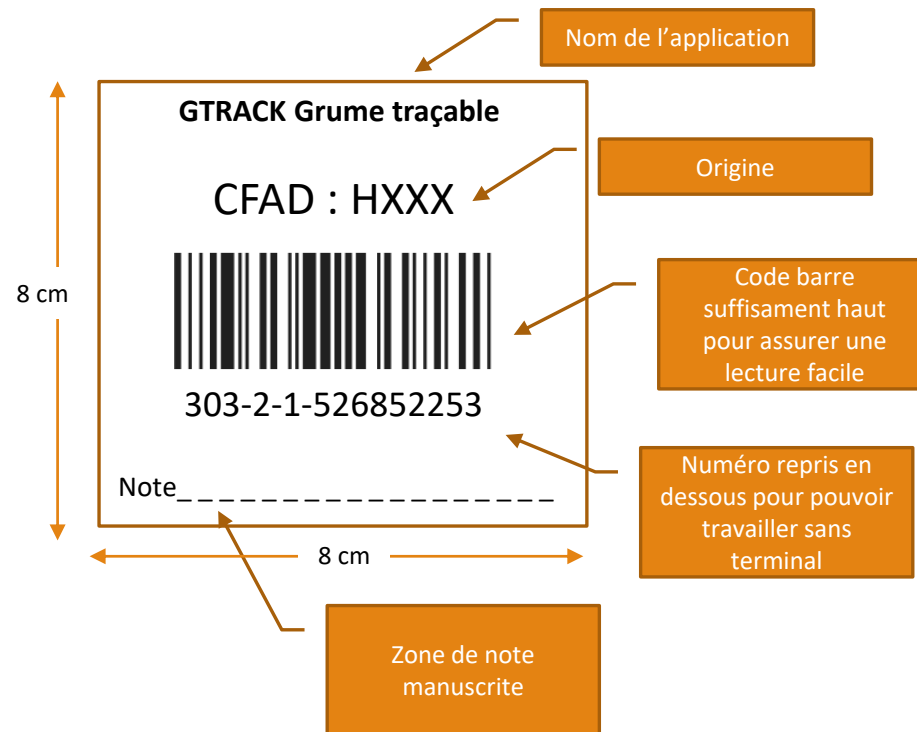 Nom de l’application
GTRACK Grume traçable
Origine
CFAD : HXXX
8 cm
Code barre
suffisament haut
pour assurer une
lecture facile
303-2-1-526852253
Numéro repris en
dessous pour pouvoir
travailler sans
terminal
Note_ _ _ _ _ _ _ _ _ _ _ _ _ _ _ _ _ _
8 cm
Zone de note
manuscrite